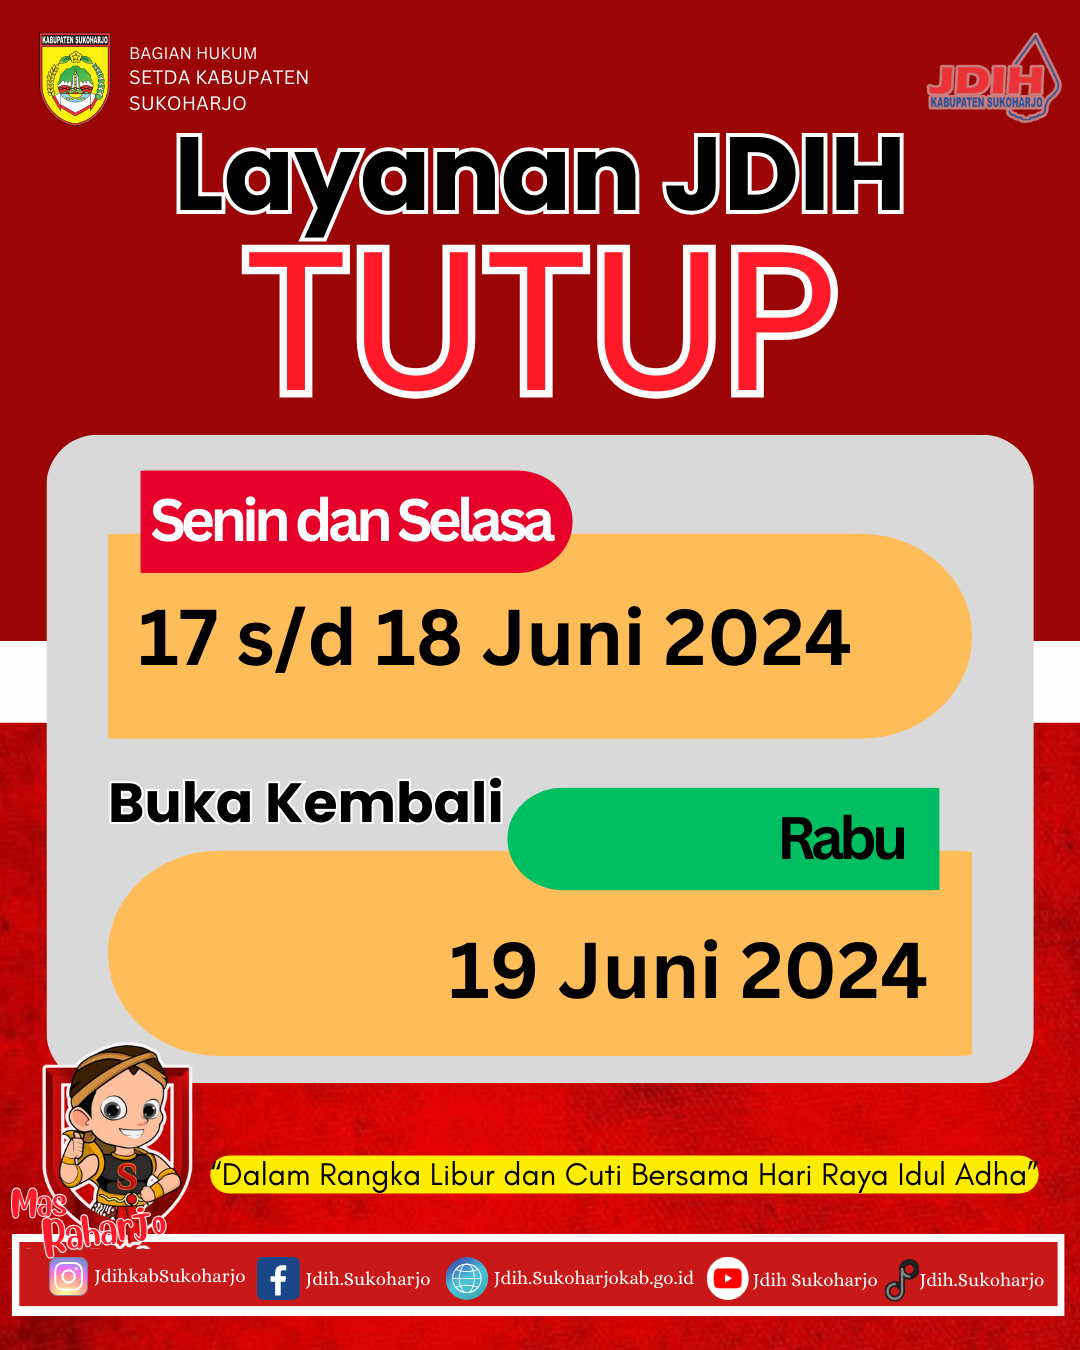 KABUPATEN SUKOHARJO
BAGIAN HUKUM
SETDA KABUPATEN
SUKOHARJO
JDIH
KABUPATEN SUKOHARJO
Layanan JDIH
TUTUP
Senin dan Selasa
17 s/d 18 Juni 2024
Buka Kembali
Rabu
19 Juni 2024
S
Mas
Raharjo
“Dalam Rangka Libur dan Cuti Bersama Hari Raya Idul Adha”
JdihkabSukoharjo
Jdih.Sukoharjo
Jdih.Sukoharjokab.go.id
Jdih Sukoharjo
Jdih.Sukoharjo